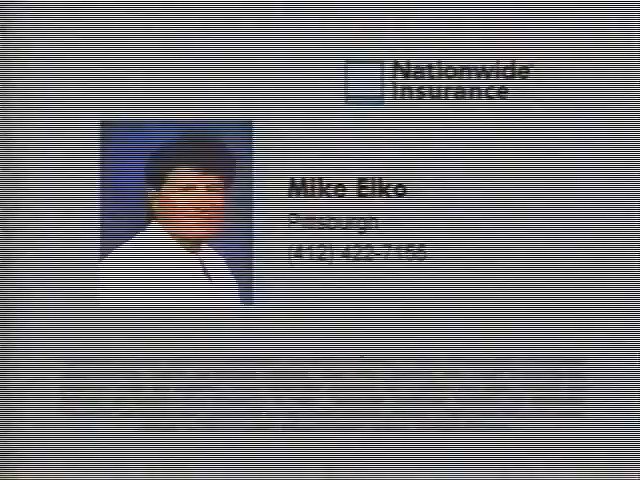 Nationwide
Insurance
Mike Elko
Pittsburgh
(412) 422-7155